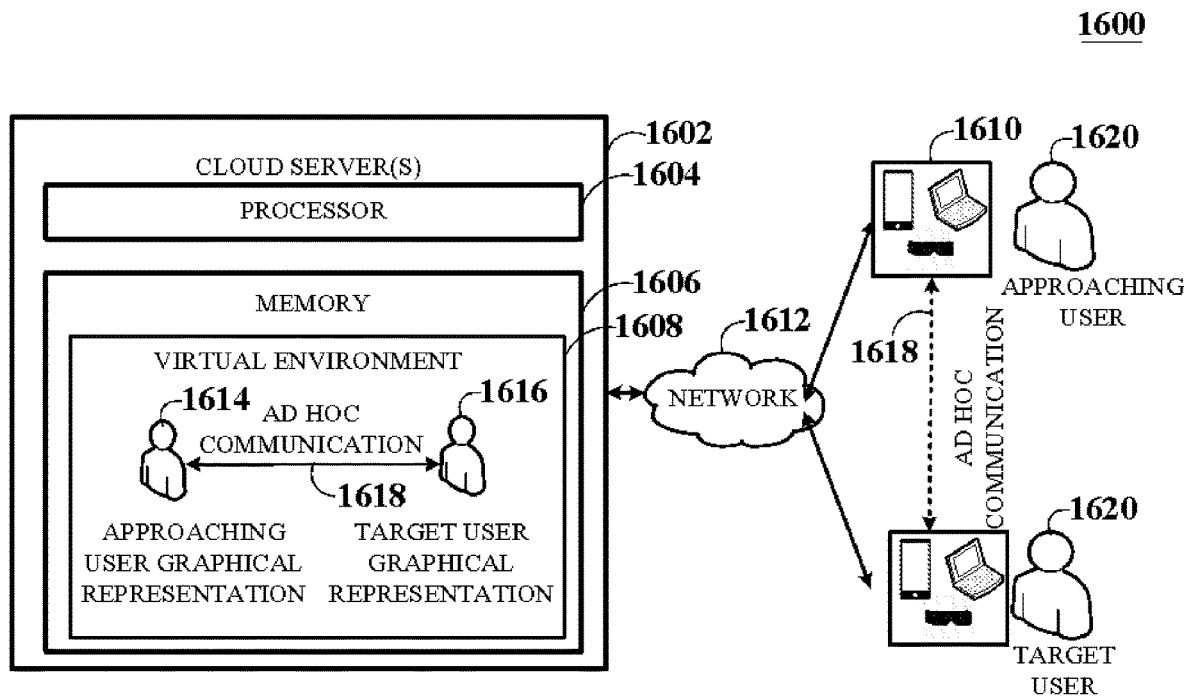 1600
1602
CLOUD SERVER(S)
1604
PROCESSOR
1606
MEMORY
1608
VIRTUAL ENVIRONMENT
1614
AD HOC
COMMUNICATION
1616
1618
APPROACHING
USER GRAPHICAL
REPRESENTATION
TARGET USER
GRAPHICAL
REPRESENTATION
1612
NETWORK
1610
1620
APPROACHING
USER
1618
AD HOC
COMMUNICATION
1620
TARGET
USER